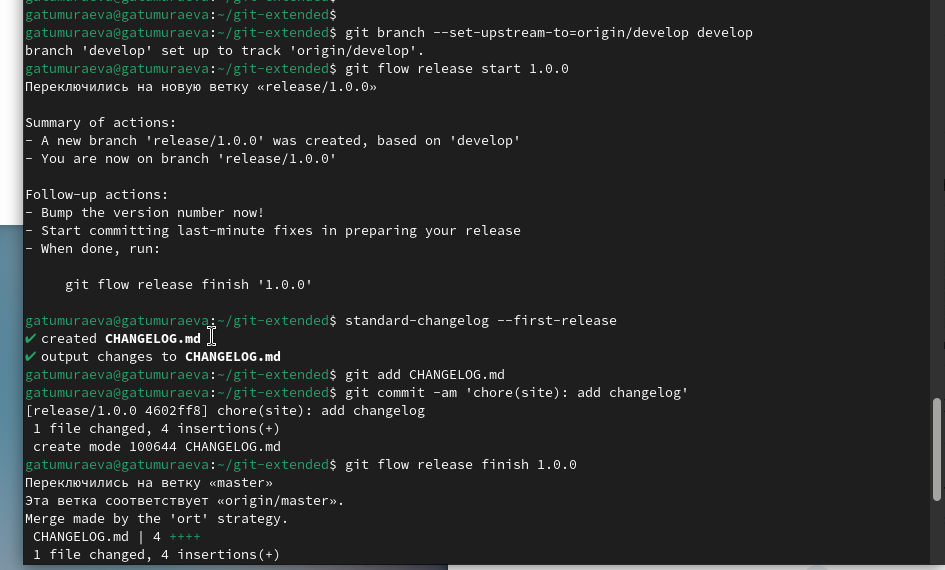 gatumuraeva@gatumuraeva:~/git-extended$
gatumuraeva@gatumuraeva:~/git-extended$
gatumuraeva@gatumuraeva:~/git-extended$ git branch --set-upstream-to=origin/develop develop
branch 'develop' set up to track 'origin/develop'.
gatumuraeva@gatumuraeva:~/git-extended$ git flow release start 1.0.0
Переключились на новую ветку «release/1.0.0»
Summary of actions:
- A new branch 'release/1.0.0' was created, based on 'develop'
- You are now on branch 'release/1.0.0'
Follow-up actions:
- Bump the version number now!
- Start committing last-minute fixes in preparing your release
- When done, run:
git flow release finish '1.0.0'
gatumuraeva@gatumuraeva:~/git-extended$ standard-changelog --first-release
✔ created CHANGELOG.md
✔ output changes to CHANGELOG.md
gatumuraeva@gatumuraeva:~/git-extended$ git add CHANGELOG.md
gatumuraeva@gatumuraeva:~/git-extended$ git commit -am 'chore(site): add changelog'
[release/1.0.0 4602ff8] chore(site): add changelog
1 file changed, 4 insertions(+)
create mode 100644 CHANGELOG.md
gatumuraeva@gatumuraeva:~/git-extended$ git flow release finish 1.0.0
Переключились на ветку «master»
Эта ветка соответствует «origin/master».
Merge made by the 'ort' strategy.
CHANGELOG.md | 4 ++++
1 file changed, 4 insertions(+)